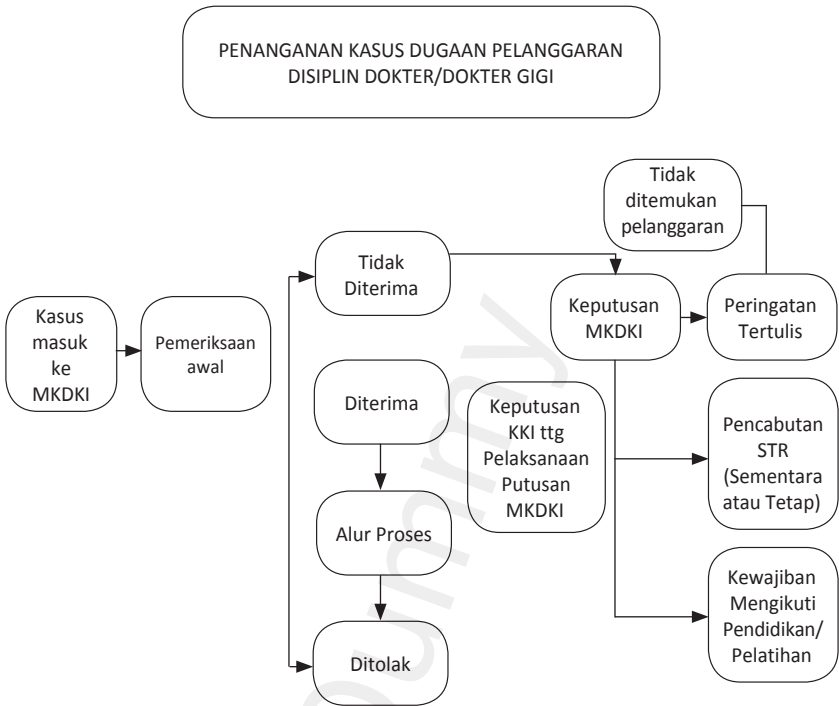 PENANGANAN KASUS DUGAAN PELANGGARAN
DISIPLIN DOKTER/DOKTER GIGI
Tidak
ditemukan
pelanggaran
Tidak
Diterima
Keputusan
MKDKI
Peringatan
Tertulis
Kasus
masuk
ke
MKDKI
Pemeriksaan
awal
Diterima
Keputusan
KKI ttg
Pelaksanaan
Putusan
MKDKI
Pencabutan
STR
(Sementara
atau Tetap)
Alur Proses
Kewajiban
Mengikuti
Pendidikan/
Pelatihan
Ditolak
Dummy